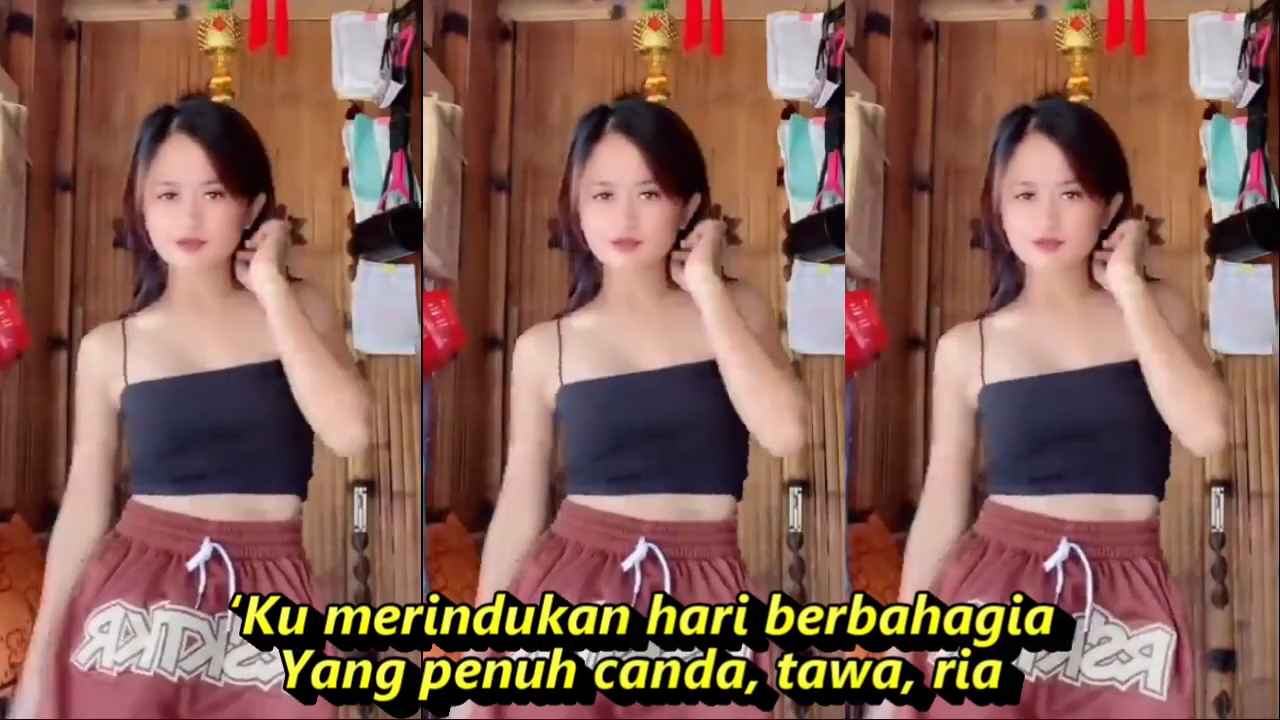 ‘Ku merindukan hari berbahagia
Yang penuh canda, tawa, ria